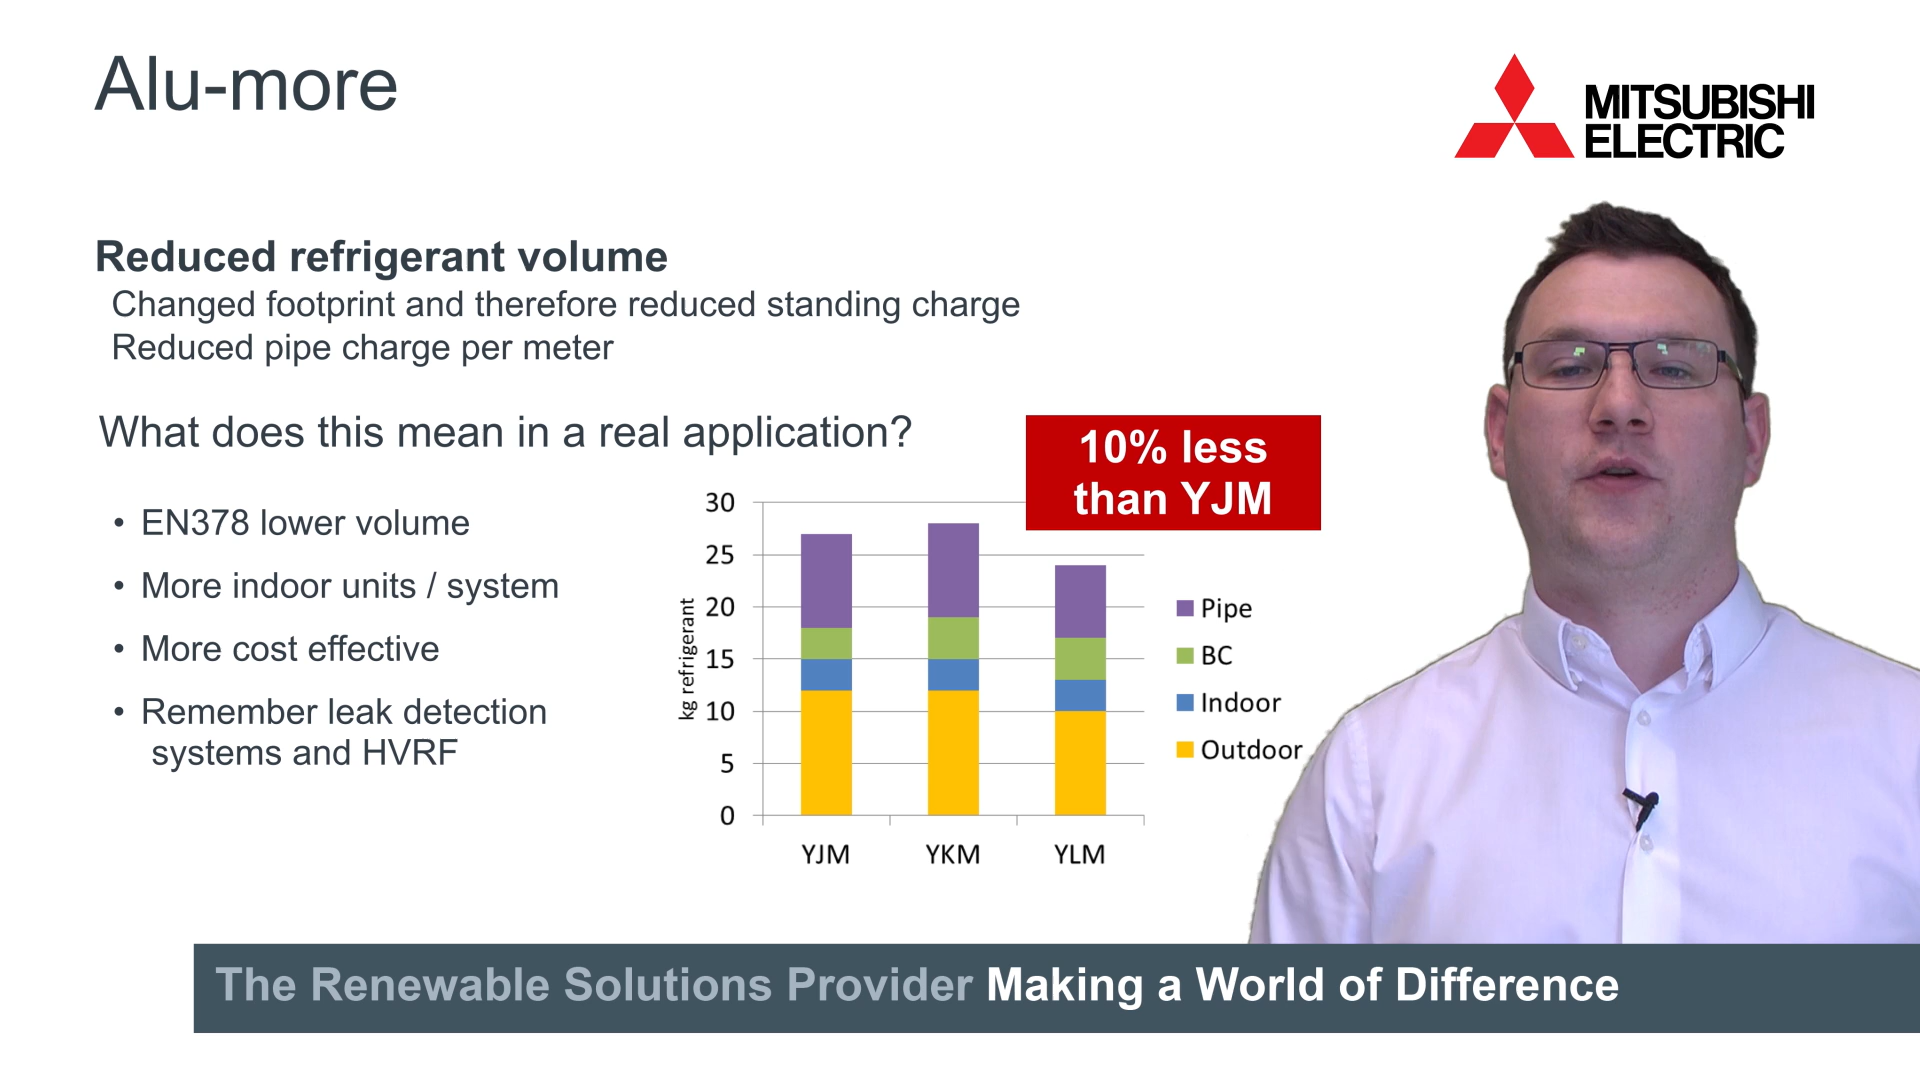 Alu-more
MITSUBISHI
ELECTRIC
Reduced refrigerant volume
Changed footprint and therefore reduced standing charge
Reduced pipe charge per meter
What does this mean in a real application?
10% less
than YJM
• EN378 lower volume
• More indoor units / system
• More cost effective
• Remember leak detection
systems and HVRF
kg refrigerant
30
25
20
15
10
5
0
YJM YKM YLM
Pipe
BC
Indoor
Outdoor
The Renewable Solutions Provider Making a World of Difference